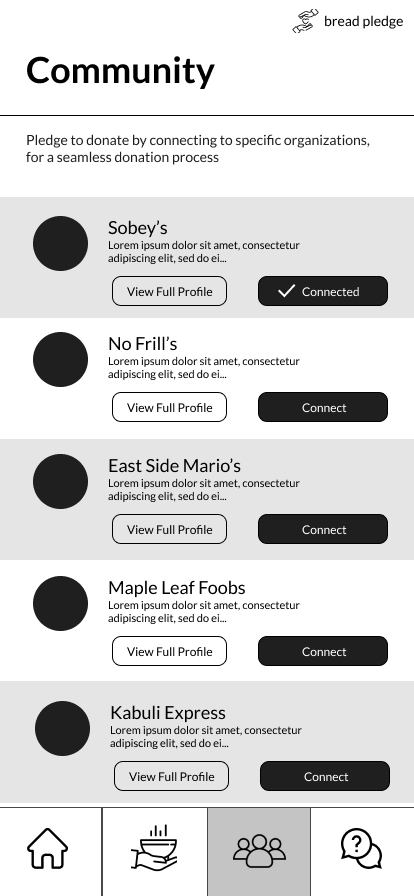 bread pledge
Community
Pledge to donate by connecting to specific organizations,
for a seamless donation process
Sobey's
Lorem ipsum dolor sit amet, consectetur
adipiscing elit, sed do ei...
View Full Profile
Connected
No Frill's
Lorem ipsum dolor sit amet, consectetur
adipiscing elit, sed do ei...
View Full Profile
Connect
East Side Mario's
Lorem ipsum dolor sit amet, consectetur
adipiscing elit, sed do ei...
View Full Profile
Connect
Maple Leaf Foobs
Lorem ipsum dolor sit amet, consectetur
adipiscing elit, sed do ei...
View Full Profile
Connect
Kabuli Express
Lorem ipsum dolor sit amet, consectetur
adipiscing elit, sed do ei...
View Full Profile
Connect
?